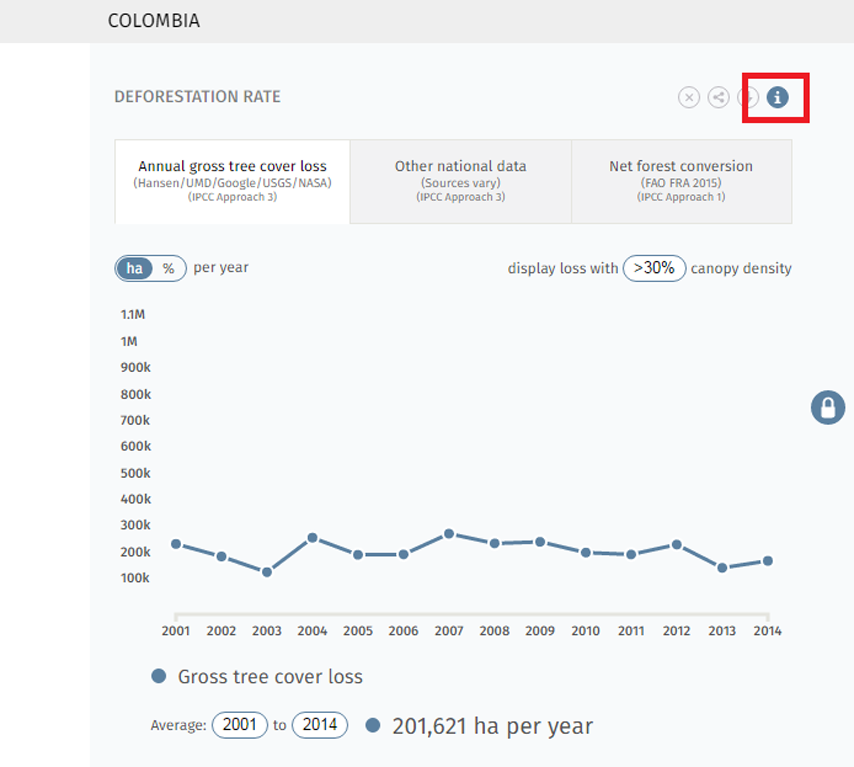 COLOMBIA
DEFORESTATION RATE
Annual gross tree cover loss
(Hansen/UMD/Google/USGS/NASA)
(IPCC Approach 3)
Other national data
(Sources vary)
(IPCC Approach 3)
Net forest conversion
(FAO FRA 2015)
(IPCC Approach 1)
ha % per year
display loss with >30% canopy density
1.1M
1M
900k
800k
700k
600k
500k
400k
300k
200k
100k
2001 2002 2003 2004 2005 2006 2007 2008 2009 2010 2011 2012 2013 2014
Gross tree cover loss
Average: 2001 to 2014 201,621 ha per year